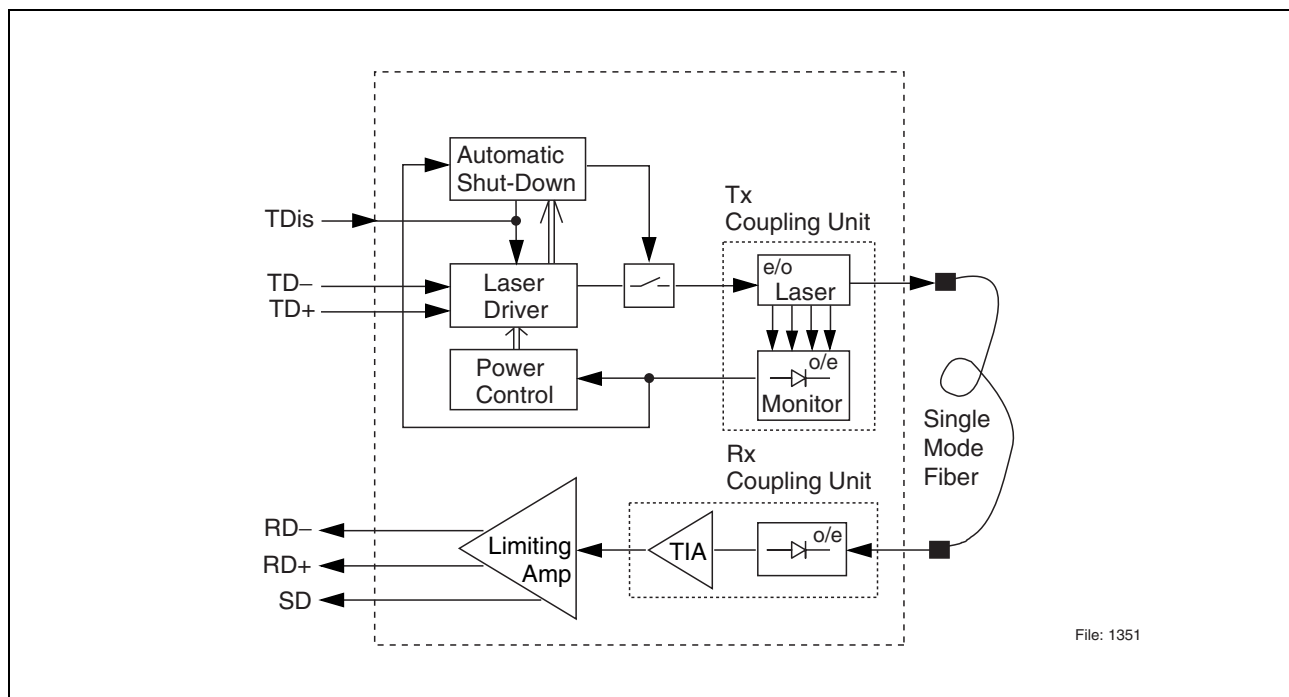 Automatic
Shut-Down
TDis
TD–
TD+
Laser
Driver
Power
Control
Tx
Coupling Unit
e/o
Laser
o/e
Monitor
Single
Mode
Fiber
Rx
Coupling Unit
RD–
RD+
SD
Limiting
Amp
TIA
o/e
File: 1351